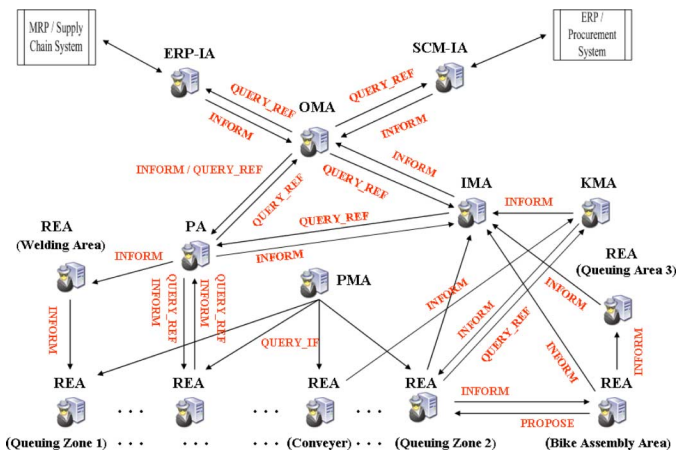 MRP / Supply
Chain System
ERP /
Procurement
System
ERP-IA
SCM-IA
QUERY_REF
QUERY_REF
OMA
INFORM
INFORM
INFORM / QUERY_REF
QUERY_REF
INFORM
QUERY_REF
IMA
KMA
REA
(Welding Area)
PA
QUERY_REF
INFORM
INFORM
INFORM
REA
(Queuing Area 3)
PMA
INFORM
QUERY_REF
INFORM
QUERY_REF
INFORM
QUERY_IF
INFORM
INFORM
QUERY_REF
INFORM
INFORM
INFORM
REA
REA
REA
REA
REA
INFORM
PROPOSE
(Queuing Zone 1)
(Conveyer)
(Queuing Zone 2)
(Bike Assembly Area)